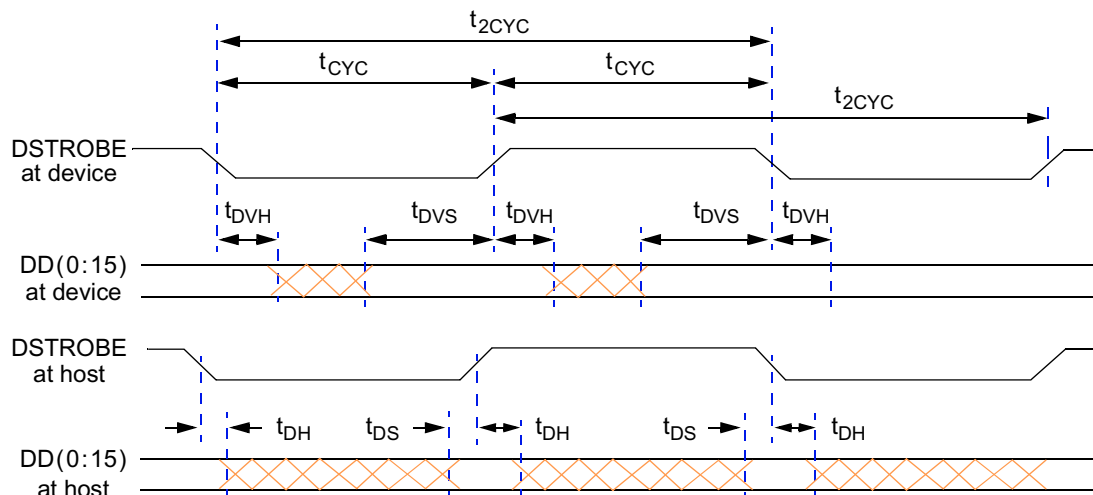 t2CYC
tCYC tCYC
t2CYC
DSTROBE
at device
tDVH tDVS tDVH tDVS tDVH
DD(0:15)
at device
DSTROBE
at host
tDH tDS tDH tDS tDH
DD(0:15)
at host